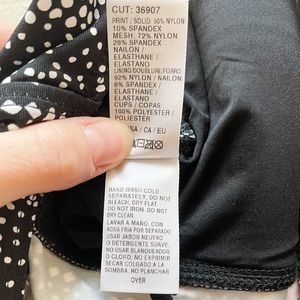 CUT: 36907
PRINT / SOLID: 90% NYLON
10% SPANDEX
MESH: 72% NYLON
28% SPANDEX
NAILON /
ELASTHANE /
ELASTANO
LINING/DOUBLURE/FORRO:
92% NYLON / NAILON
8% SPANDEX /
ELASTHANE /
ELASTANO
CUPS / COPAS
100% POLYESTER /
POLIESTER
/ CA / EU
HAND WASH COLD
SEPARATELY, DO NOT
BLEACH, DRY FLAT
DO NOT IRON. DO NOT
DRY CLEAN.
LAVAR A MANO, CON
AGUA FRIA POR SEPARADO.
USAR JABON NEUTRO
O DETERGENTE SUAVE.
NO USAR BLANQUEADOR
O CLORO. NO EXPRIMIR
SECAR COLGADO A LA
SOMBRA, NO PLANCHAR
OVER